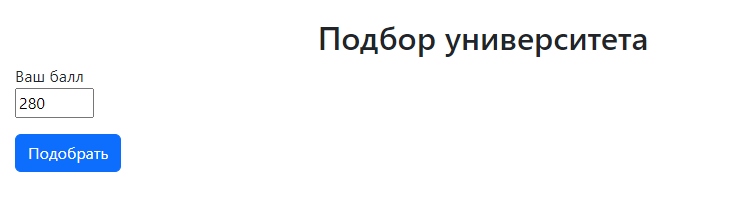 Подбор университета
Ваш балл
280
Подобрать